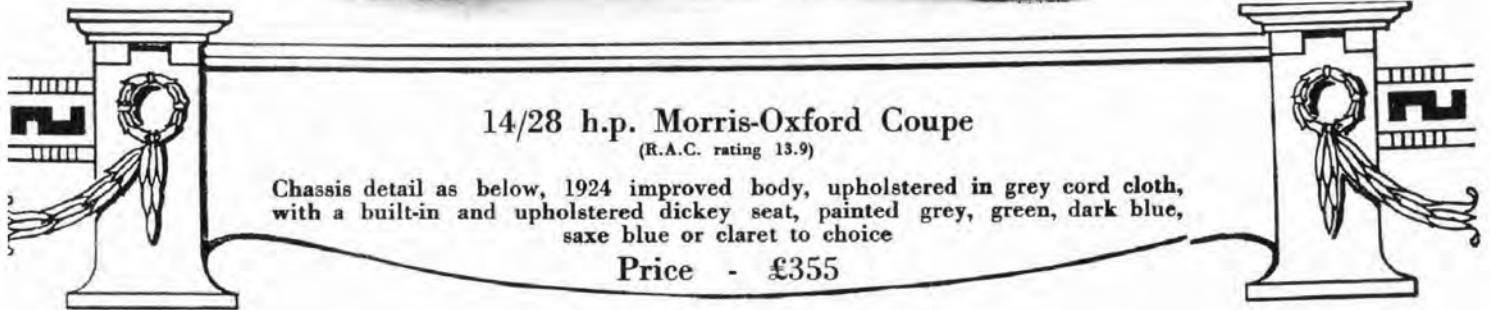 14/28 h.p. Morris-Oxford Coupe
(R.A.C. rating 13.9)
Chassis detail as below, 1924 improved body, upholstered in grey cord cloth,
with a built-in and upholstered dickey seat, painted grey, green, dark blue,
saxe blue or claret to choice
Price - £355